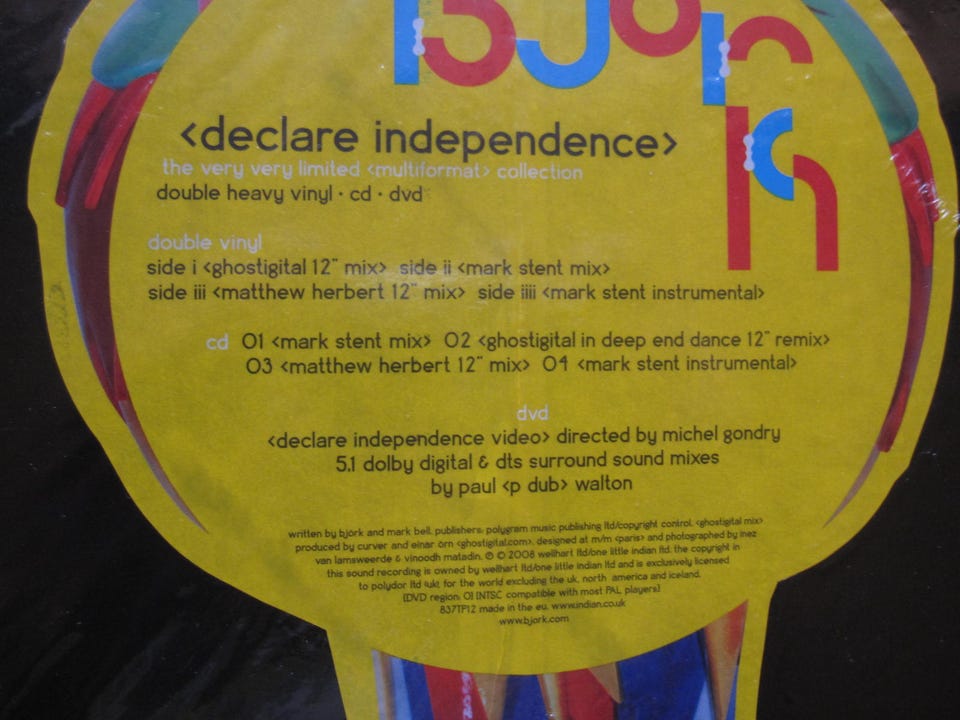 Björk
<declare independence>
the very very limited <multiformat> collection
double heavy vinyl · cd · dvd
double vinyl
side i <ghostigital 12" mix> side ii <mark stent mix>
side iii <matthew herbert 12" mix> side iiii <mark stent instrumental>
cd 01 <mark stent mix> 02 <ghostigital in deep end dance 12" remix>
03 <matthew herbert 12" mix> 04 <mark stent instrumental>
dvd
<declare independence video> directed by michel gondry
5.1 dolby digital & dts surround sound mixes
by paul <p dub> walton
written by björk and mark bell. publishers: polygram music publishing ltd/copyright control. <ghostigital mix>
produced by curver and einar örn <ghostigital.com>. designed at m/m <paris> and photographed by inez
van lamsweerde & vinoodh matadin. ℗ © 2008 wellhart ltd/one little indian ltd. the copyright in
this sound recording is owned by wellhart ltd/one little indian ltd and is exclusively licensed
to polydor ltd (uk) for the world excluding the uk, north america and iceland.
[DVD region: 0] [NTSC compatible with most PAL players]
837TP12 made in the eu. www.indian.co.uk
www.bjork.com